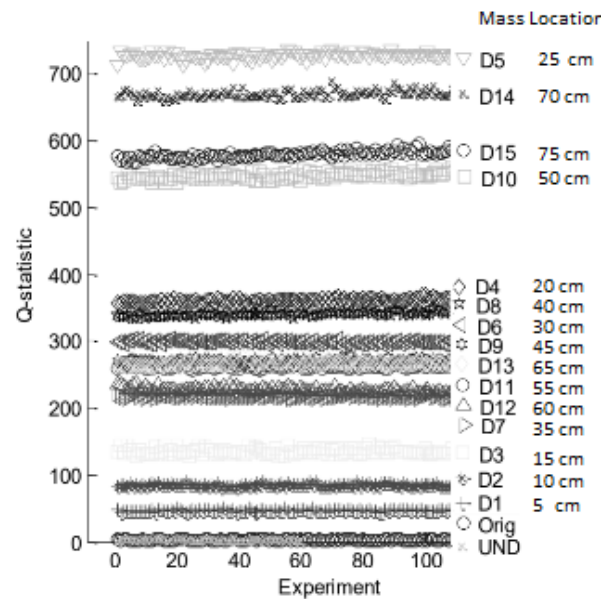 Mass Location
700
600
500
400
300
200
100
0
Q-statistic
0 20 40 60 80 100
Experiment
D5 25 cm
D14 70 cm
D15 75 cm
D10 50 cm
D4 20 cm
D8 40 cm
D6 30 cm
D9 45 cm
D13 65 cm
D11 55 cm
D12 60 cm
D7 35 cm
D3 15 cm
D2 10 cm
D1 5 cm
Orig
UND